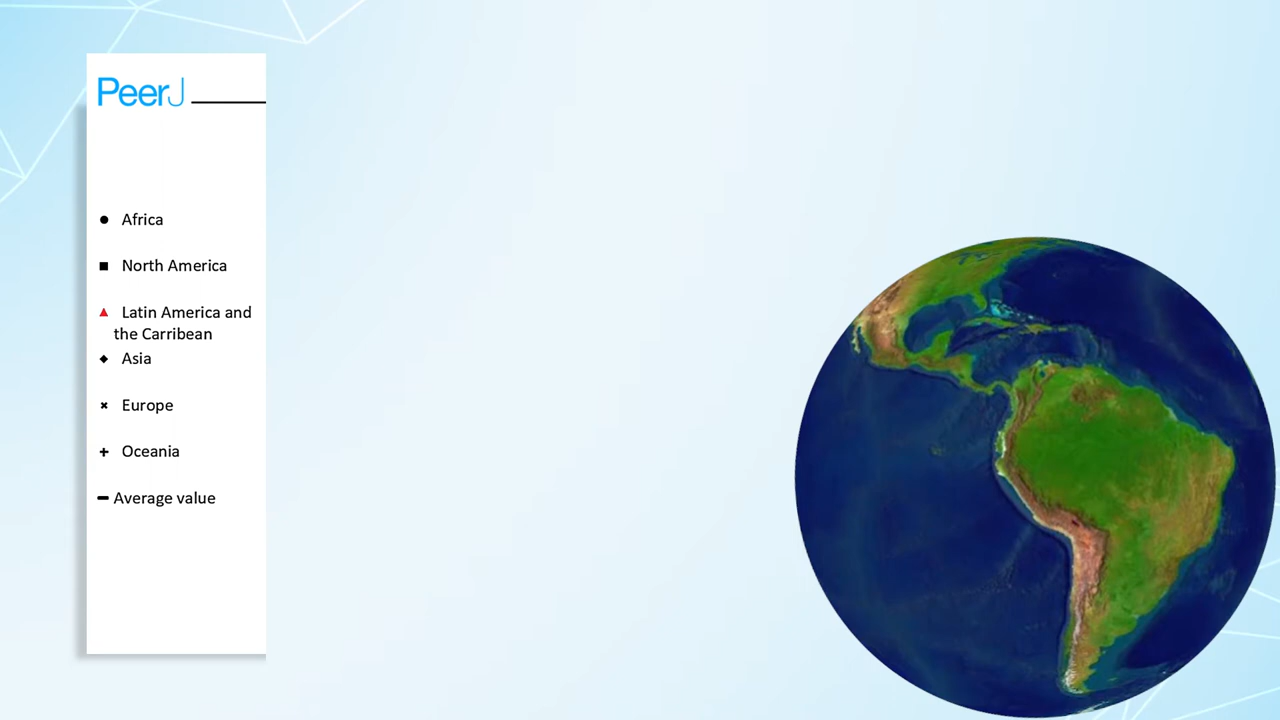 PeerJ
Africa
North America
Latin America and
the Carribean
Asia
Europe
Oceania
Average value